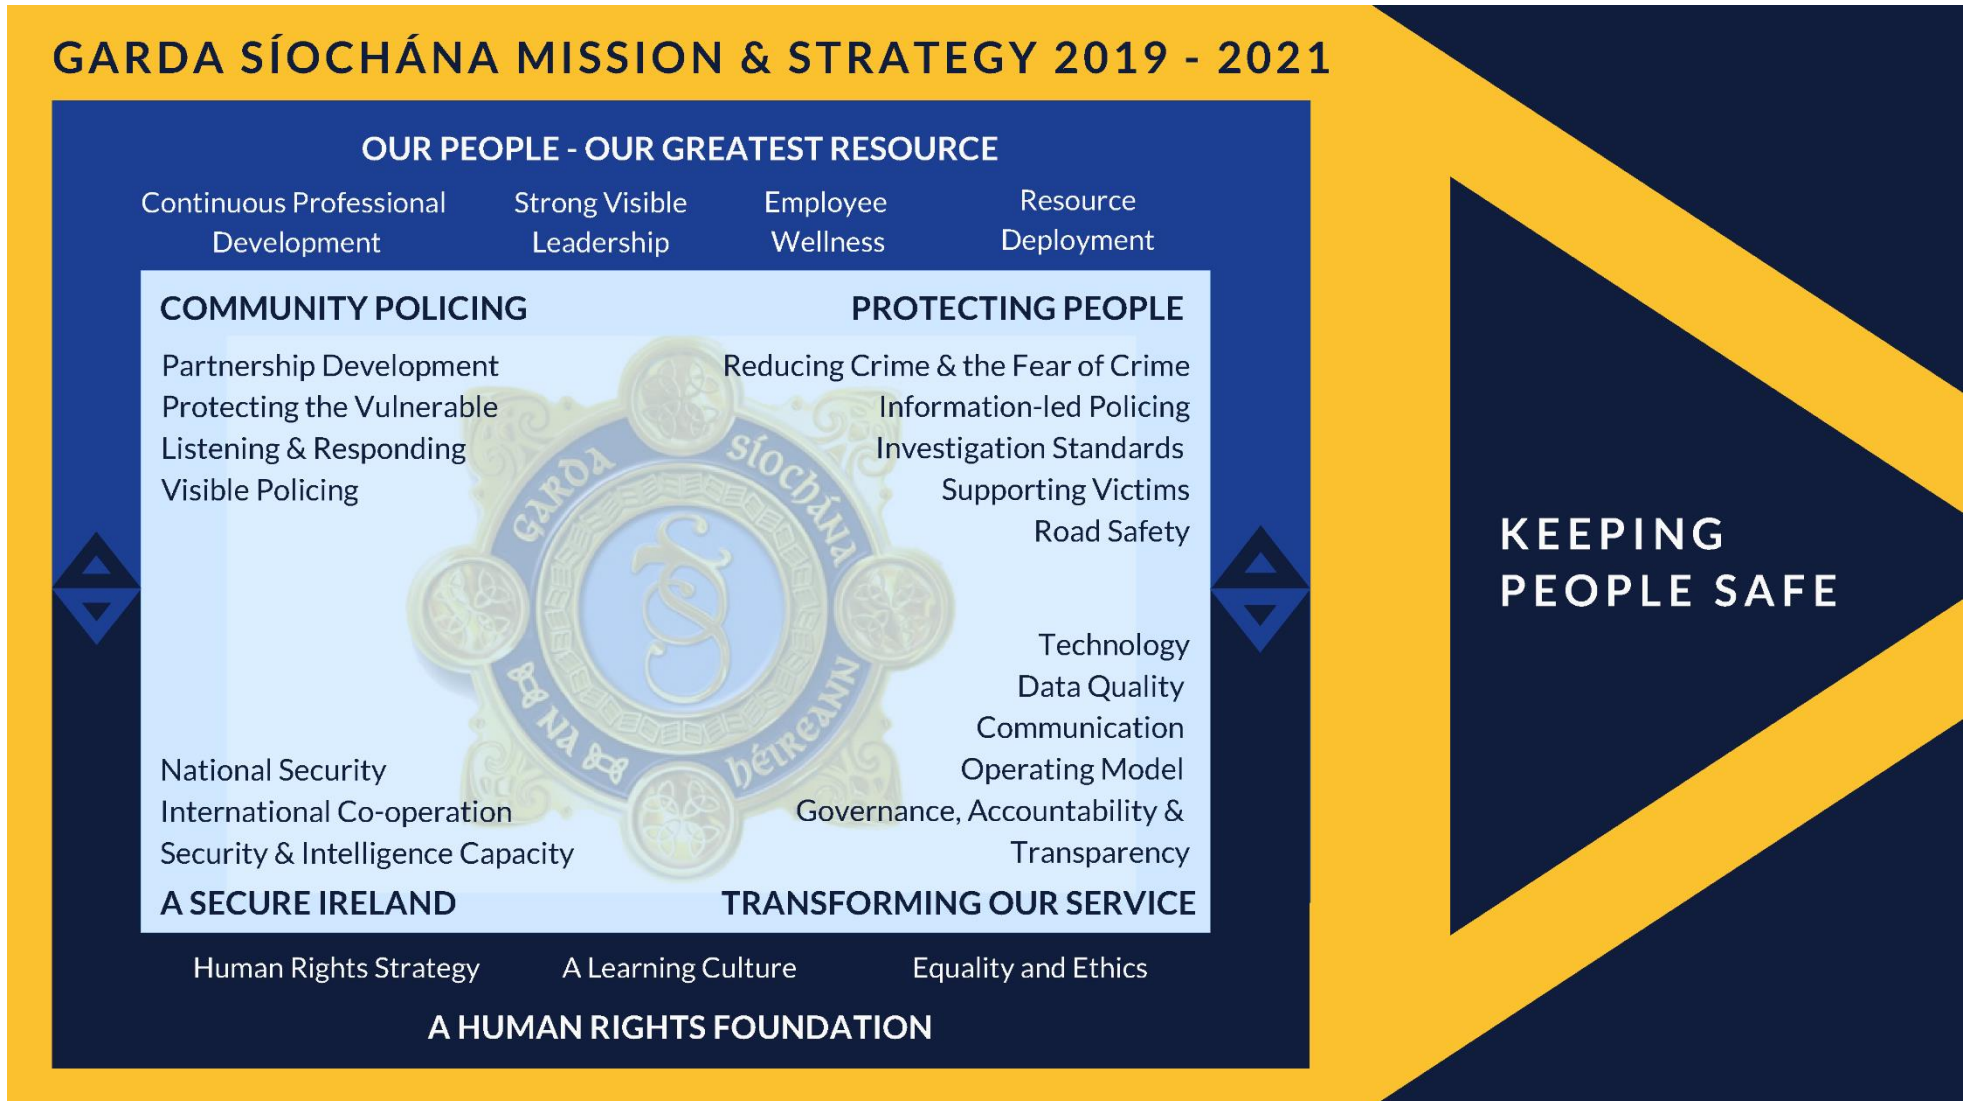 GARDA SÍOCHÁNA MISSION & STRATEGY 2019 - 2021
OUR PEOPLE - OUR GREATEST RESOURCE
Continuous Professional
Development
Strong Visible
Leadership
Employee
Wellness
Resource
Deployment
COMMUNITY POLICING
Partnership Development
Protecting the Vulnerable
Listening & Responding
Visible Policing
PROTECTING PEOPLE
Reducing Crime & the Fear of Crime
Information-led Policing
Investigation Standards
Supporting Victims
Road Safety
GARDA
SÍOCHÁNA
NA
hÉIREANN
National Security
International Co-operation
Security & Intelligence Capacity
A SECURE IRELAND
Technology
Data Quality
Communication
Operating Model
Governance, Accountability &
Transparency
TRANSFORMING OUR SERVICE
Human Rights Strategy
A Learning Culture
Equality and Ethics
A HUMAN RIGHTS FOUNDATION
KEEPING
PEOPLE SAFE